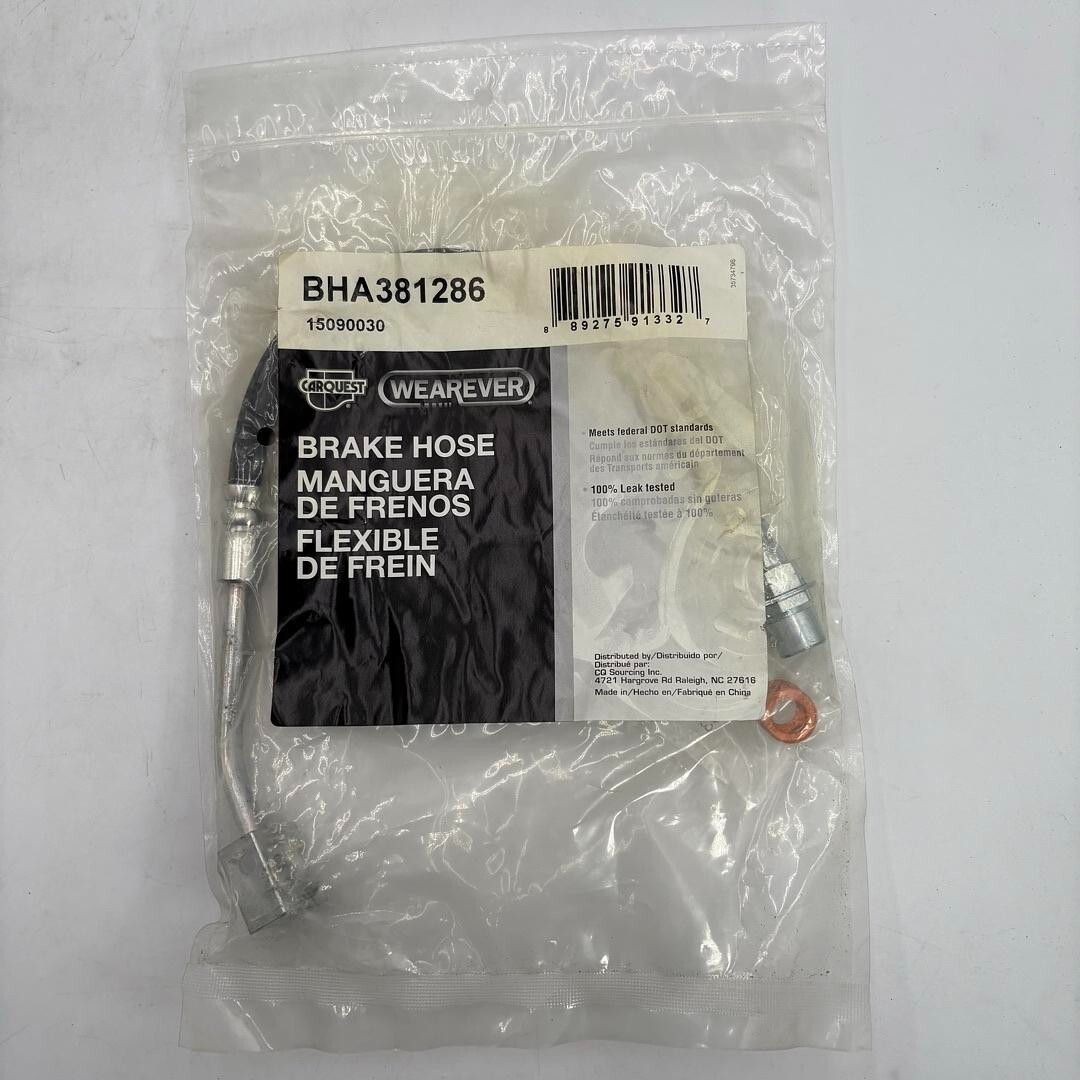 BHA381286
15090030
8 89275 91332 7
35734796
CARQUEST
®
WEAREVER
®
BRAKE HOSE
MANGUERA
DE FRENOS
FLEXIBLE
DE FREIN
• Meets federal DOT standards
Cumple los estándares del DOT
Répond aux normes du département
des Transports américain
• 100% Leak tested
100% comprobadas sin guteras
Étanchéité testée à 100%
Distributed by/Distribuido por/
Distribué par:
CQ Sourcing Inc.
4721 Hargrove Rd Raleigh, NC 27616
Made in/Hecho en/Fabriqué en China